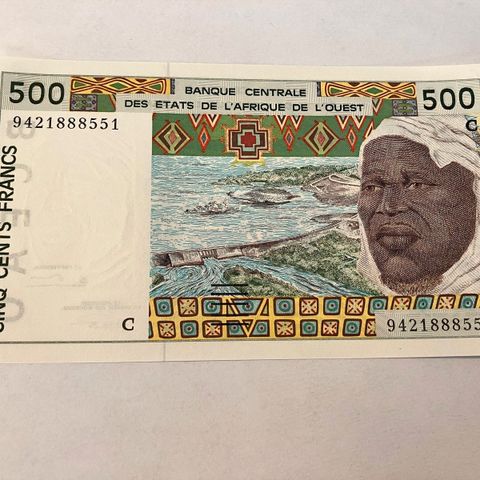 500
BANQUE CENTRALE
DES ETATS DE L'AFRIQUE DE L'OUEST
500
9421888551
C
CINQ CENTS FRANCS
C
942188855